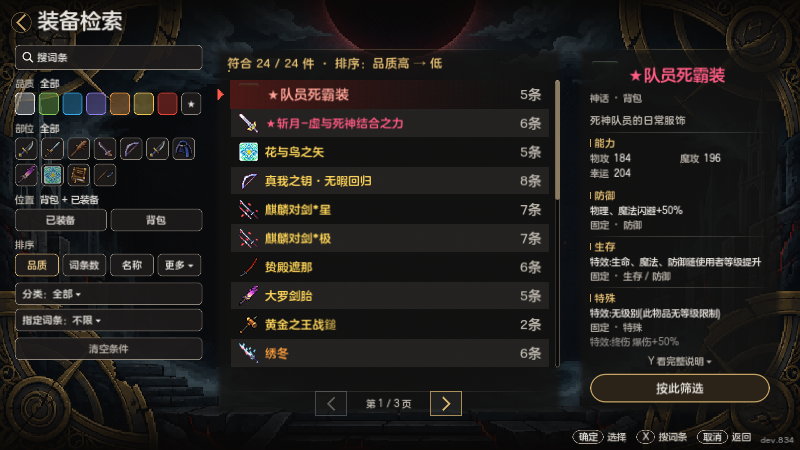 装备检索
搜词条
品质 全部
★
部位 全部
位置 背包 + 已装备
已装备 背包
排序
品质 词条数 名称 更多
分类：全部
指定词条：不限
清空条件
符合 24 / 24 件 · 排序：品质高 → 低
★队员死霸装 5条
★斩月-虚与死神结合之力 6条
花与鸟之矢 5条
真我之钥·无暇回归 8条
麒麟对剑*星 7条
麒麟对剑*极 7条
贽殿遮那 6条
大罗剑胎 5条
黄金之王战鎚 2条
绣冬 6条
第 1 / 3 页
★队员死霸装
神话 · 背包
死神队员的日常服饰
能力
物攻 184 魔攻 196
幸运 204
防御
物理、魔法闪避+50%
固定 · 防御
生存
特效:生命、魔法、防御随使用者等级提升
固定 · 生存 / 防御
特殊
特效:无级别(此物品无等级限制)
固定 · 特殊
特效:终伤 爆伤+50%
Y 看完整说明
按此筛选
确定 选择 X 搜词条 取消 返回
dev.834